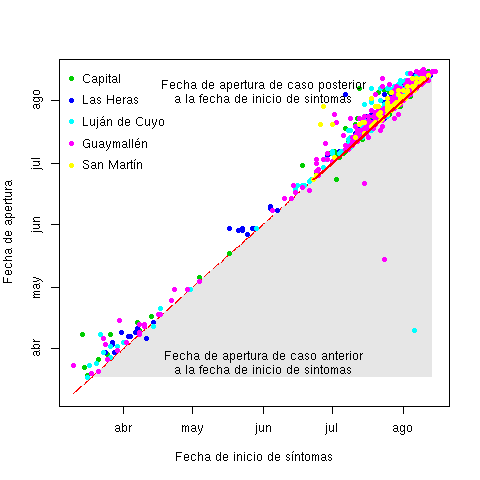 Capital
Las Heras
Luján de Cuyo
Guaymallén
San Martín
Fecha de apertura de caso posterior
a la fecha de inicio de sintomas
Fecha de apertura de caso anterior
a la fecha de inicio de sintomas
Fecha de apertura
ago
jul
jun
may
abr
abr
may
jun
jul
ago
Fecha de inicio de síntomas